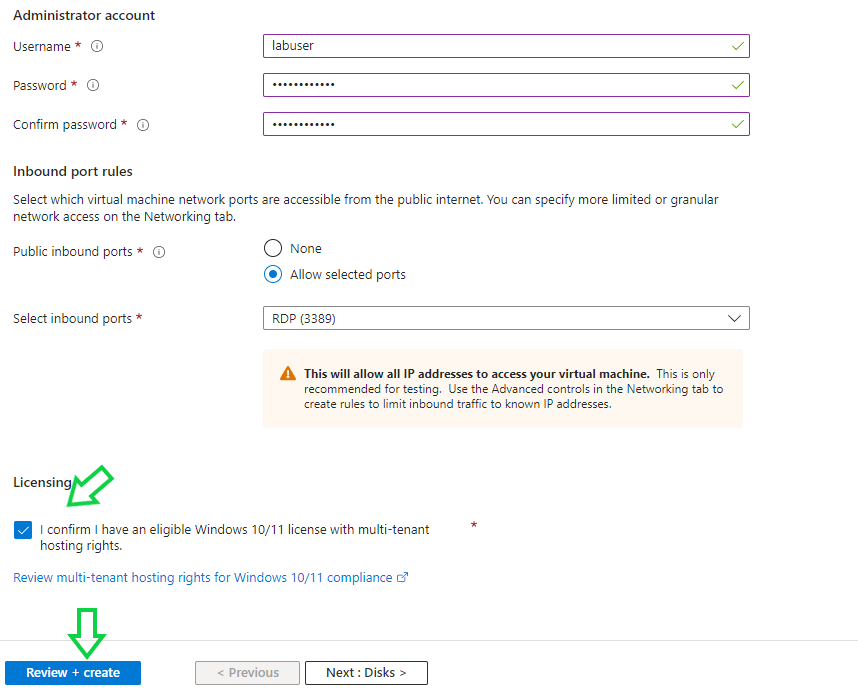 Administrator account
Username *
labuser
Password *
••••••••••••
Confirm password *
••••••••••••
Inbound port rules
Select which virtual machine network ports are accessible from the public internet. You can specify more limited or granular
network access on the Networking tab.
Public inbound ports *
None
Allow selected ports
Select inbound ports *
RDP (3389)
This will allow all IP addresses to access your virtual machine. This is only
recommended for testing. Use the Advanced controls in the Networking tab to
create rules to limit inbound traffic to known IP addresses.
Licensing
I confirm I have an eligible Windows 10/11 license with multi-tenant *
hosting rights.
Review multi-tenant hosting rights for Windows 10/11 compliance
Review + create
< Previous
Next : Disks >